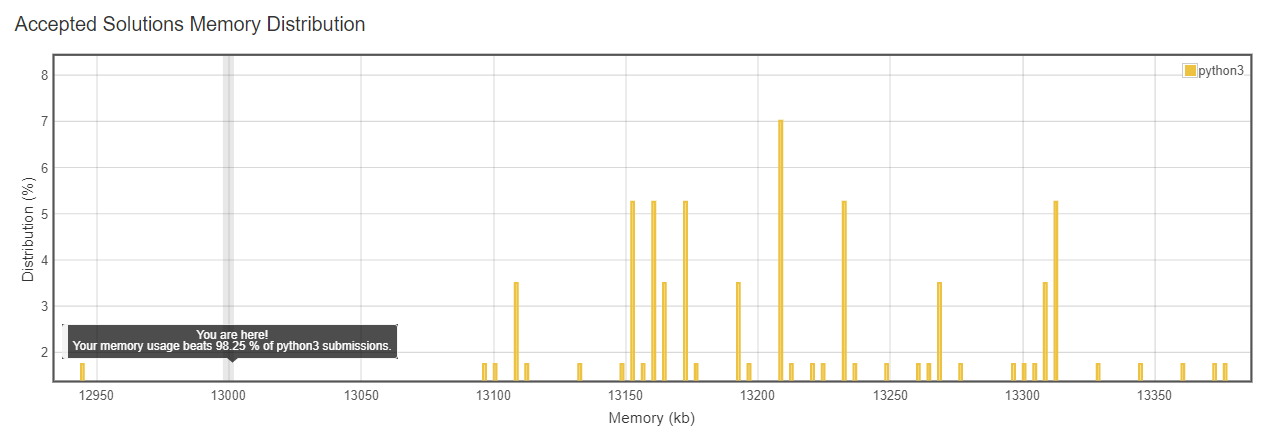 Accepted Solutions Memory Distribution
python3
8
7
6
5
4
3
2
Distribution (%)
You are here!
Your memory usage beats 98.25 % of python3 submissions.
12950 13000 13050 13100 13150 13200 13250 13300 13350
Memory (kb)